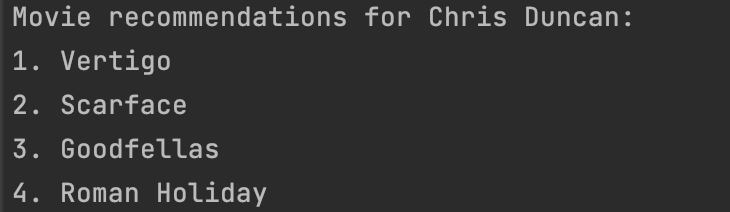 Movie recommendations for Chris Duncan:
1. Vertigo
2. Scarface
3. Goodfellas
4. Roman Holiday